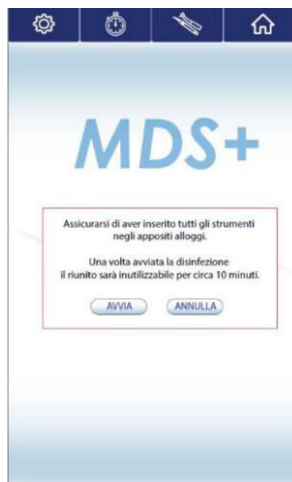 MDS+
Assicurarsi di aver inserito tutti gli strumenti
negli appositi alloggi.
Una volta avviata la disinfezione
il riunito sarà inutilizzabile per circa 10 minuti.
AVVIA ANNULLA